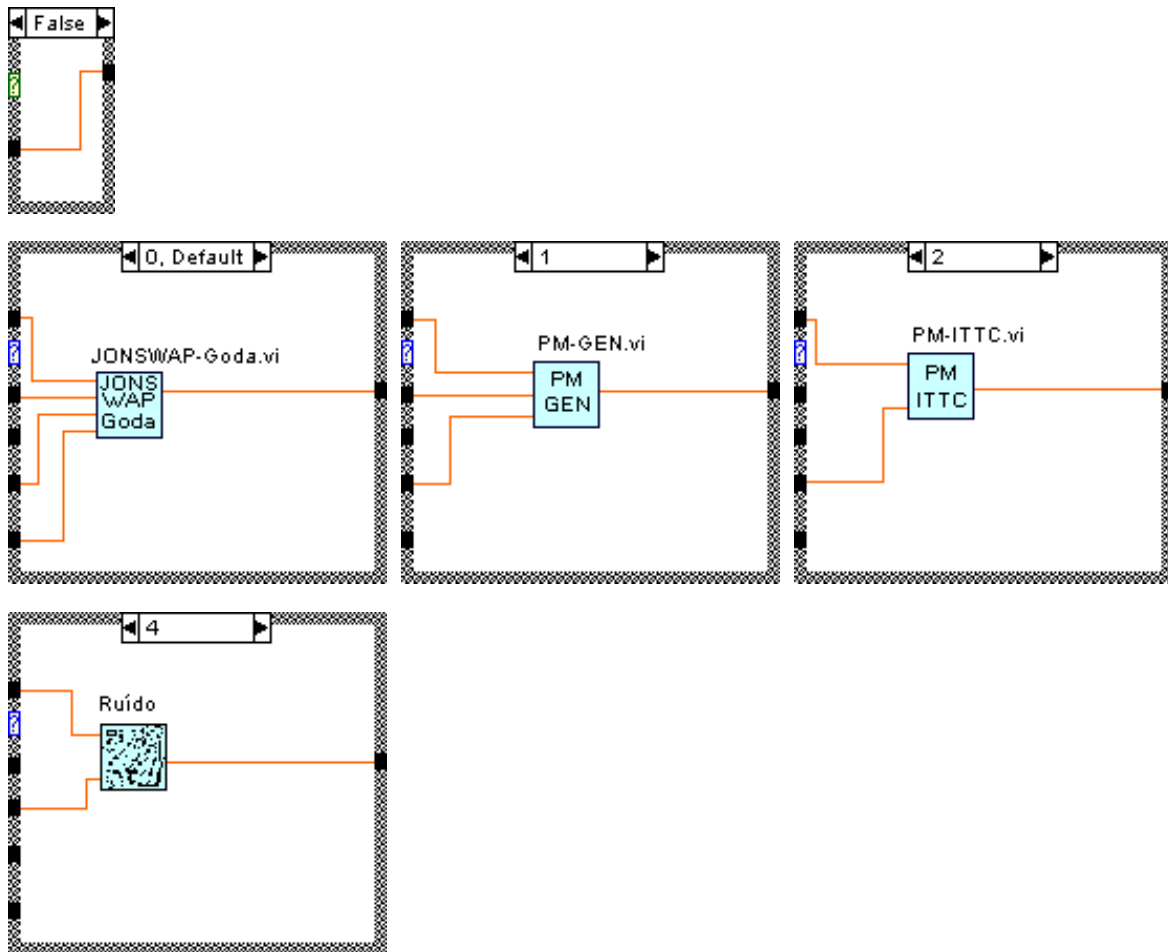 False
?
0, Default
1
2
?
JONSWAP-Goda.vi
JONS
WAP
Goda
?
PM-GEN.vi
PM
GEN
?
PM-ITTC.vi
PM
ITTC
4
?
Ruído